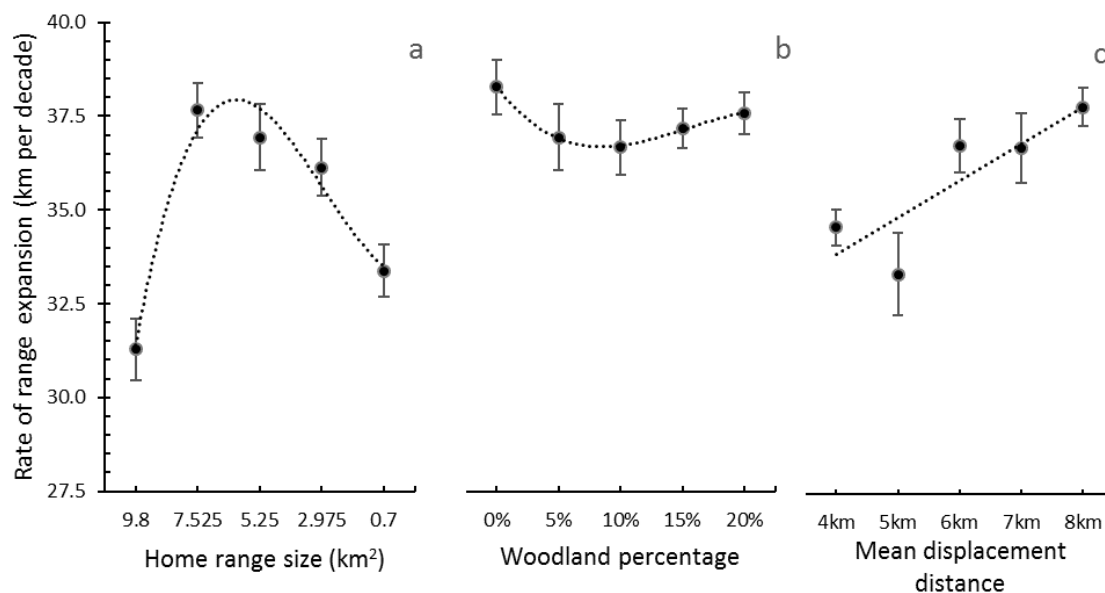 Rate of range expansion (km per decade)
40.0
37.5
35.0
32.5
30.0
27.5
a
b
c
9.8 7.525 5.25 2.975 0.7
0% 5% 10% 15% 20%
4km 5km 6km 7km 8km
Home range size (km²)
Woodland percentage
Mean displacement
distance